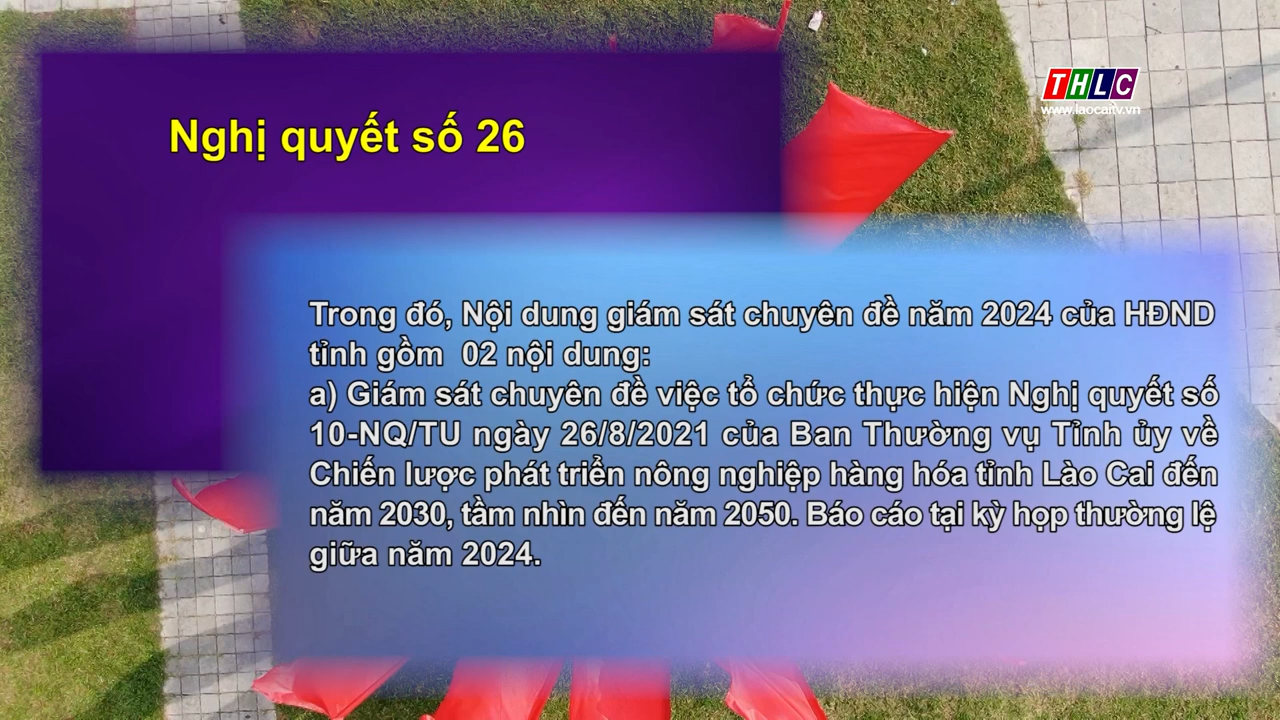 THLC
www.laocaitv.vn
Nghị quyết số 26
Trong đó, Nội dung giám sát chuyên đề năm 2024 của HĐND
tỉnh gồm 02 nội dung:
a) Giám sát chuyên đề việc tổ chức thực hiện Nghị quyết số
10-NQ/TU ngày 26/8/2021 của Ban Thường vụ Tỉnh ủy về
Chiến lược phát triển nông nghiệp hàng hóa tỉnh Lào Cai đến
năm 2030, tầm nhìn đến năm 2050. Báo cáo tại kỳ họp thường lệ
giữa năm 2024.